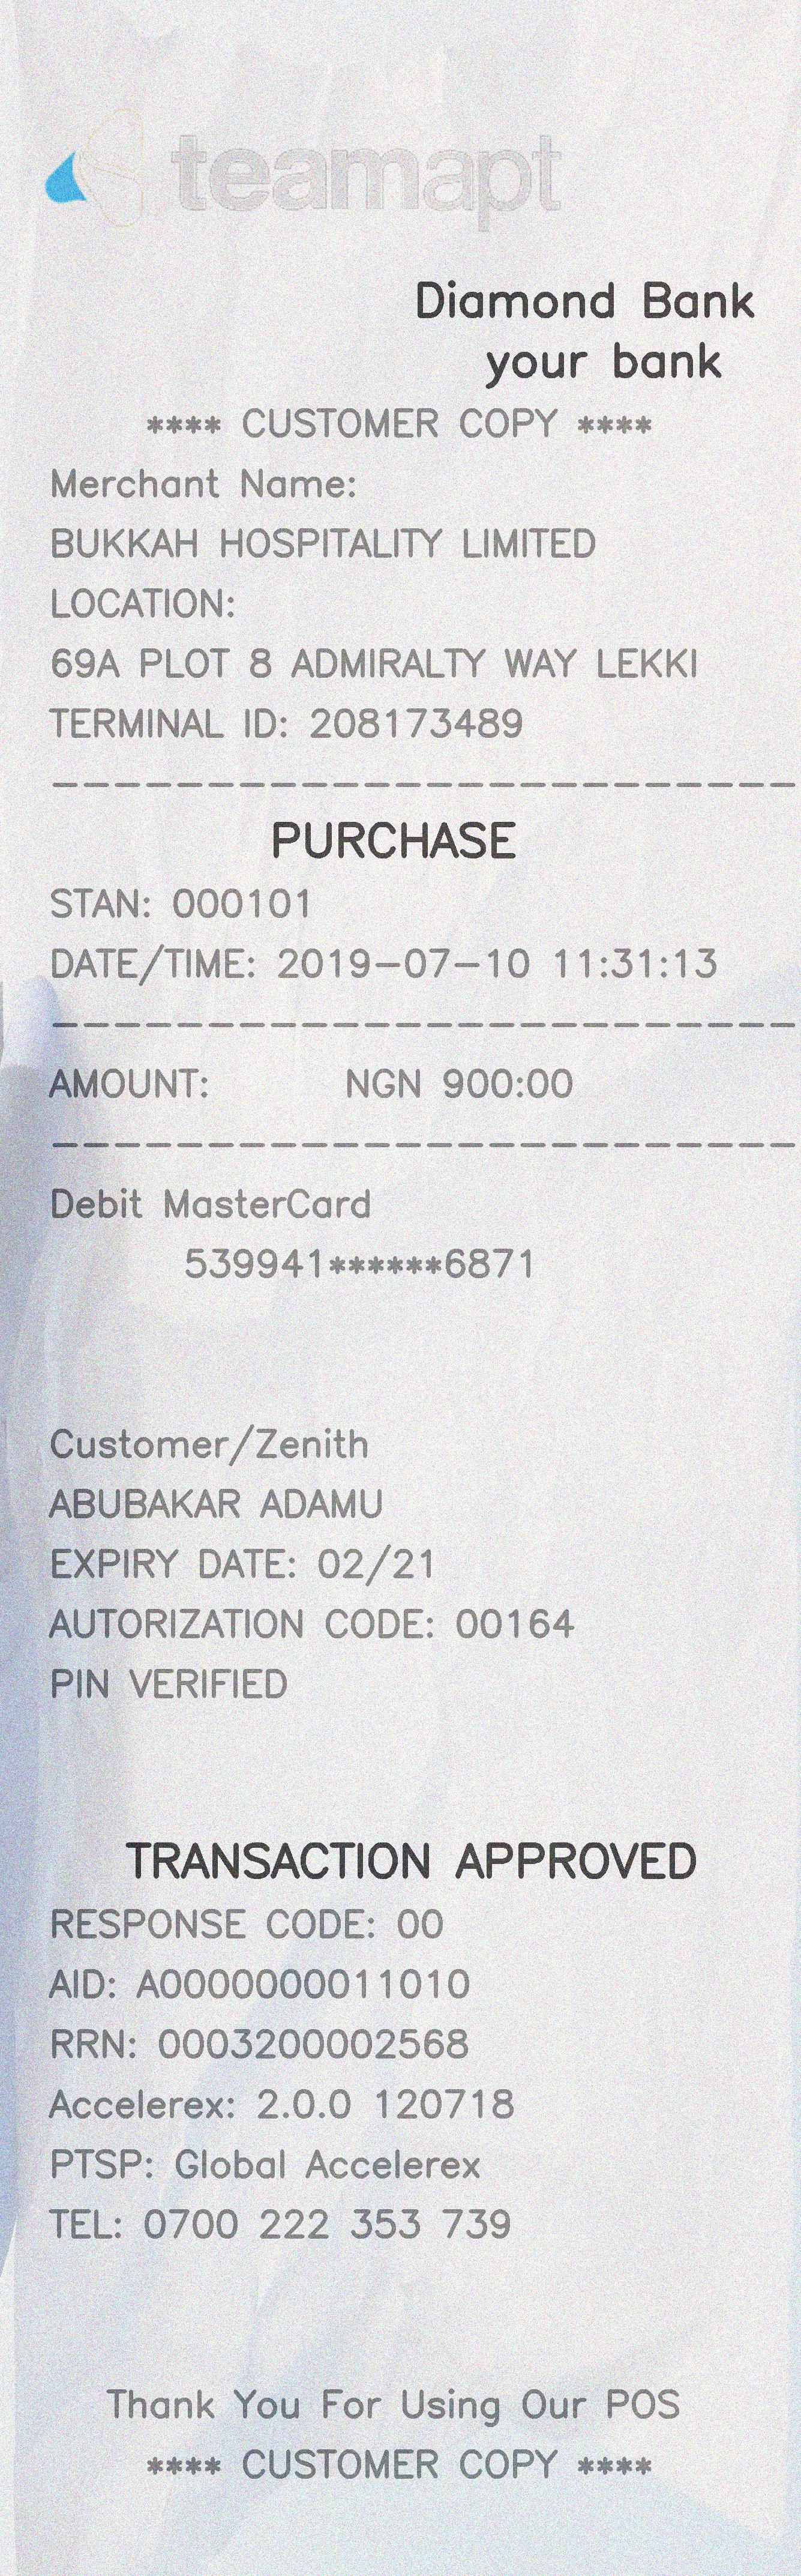 teamapt
Diamond Bank
your bank
**** CUSTOMER COPY ****
Merchant Name:
BUKKAH HOSPITALITY LIMITED
LOCATION:
69A PLOT 8 ADMIRALTY WAY LEKKI
TERMINAL ID: 208173489
------------------------
PURCHASE
STAN: 000101
DATE/TIME: 2019-07-10 11:31:13
------------------------
AMOUNT: NGN 900:00
------------------------
Debit MasterCard
539941******6871
Customer/Zenith
ABUBAKAR ADAMU
EXPIRY DATE: 02/21
AUTORIZATION CODE: 00164
PIN VERIFIED
TRANSACTION APPROVED
RESPONSE CODE: 00
AID: A0000000011010
RRN: 0003200002568
Accelerex: 2.0.0 120718
PTSP: Global Accelerex
TEL: 0700 222 353 739
Thank You For Using Our POS
**** CUSTOMER COPY ****